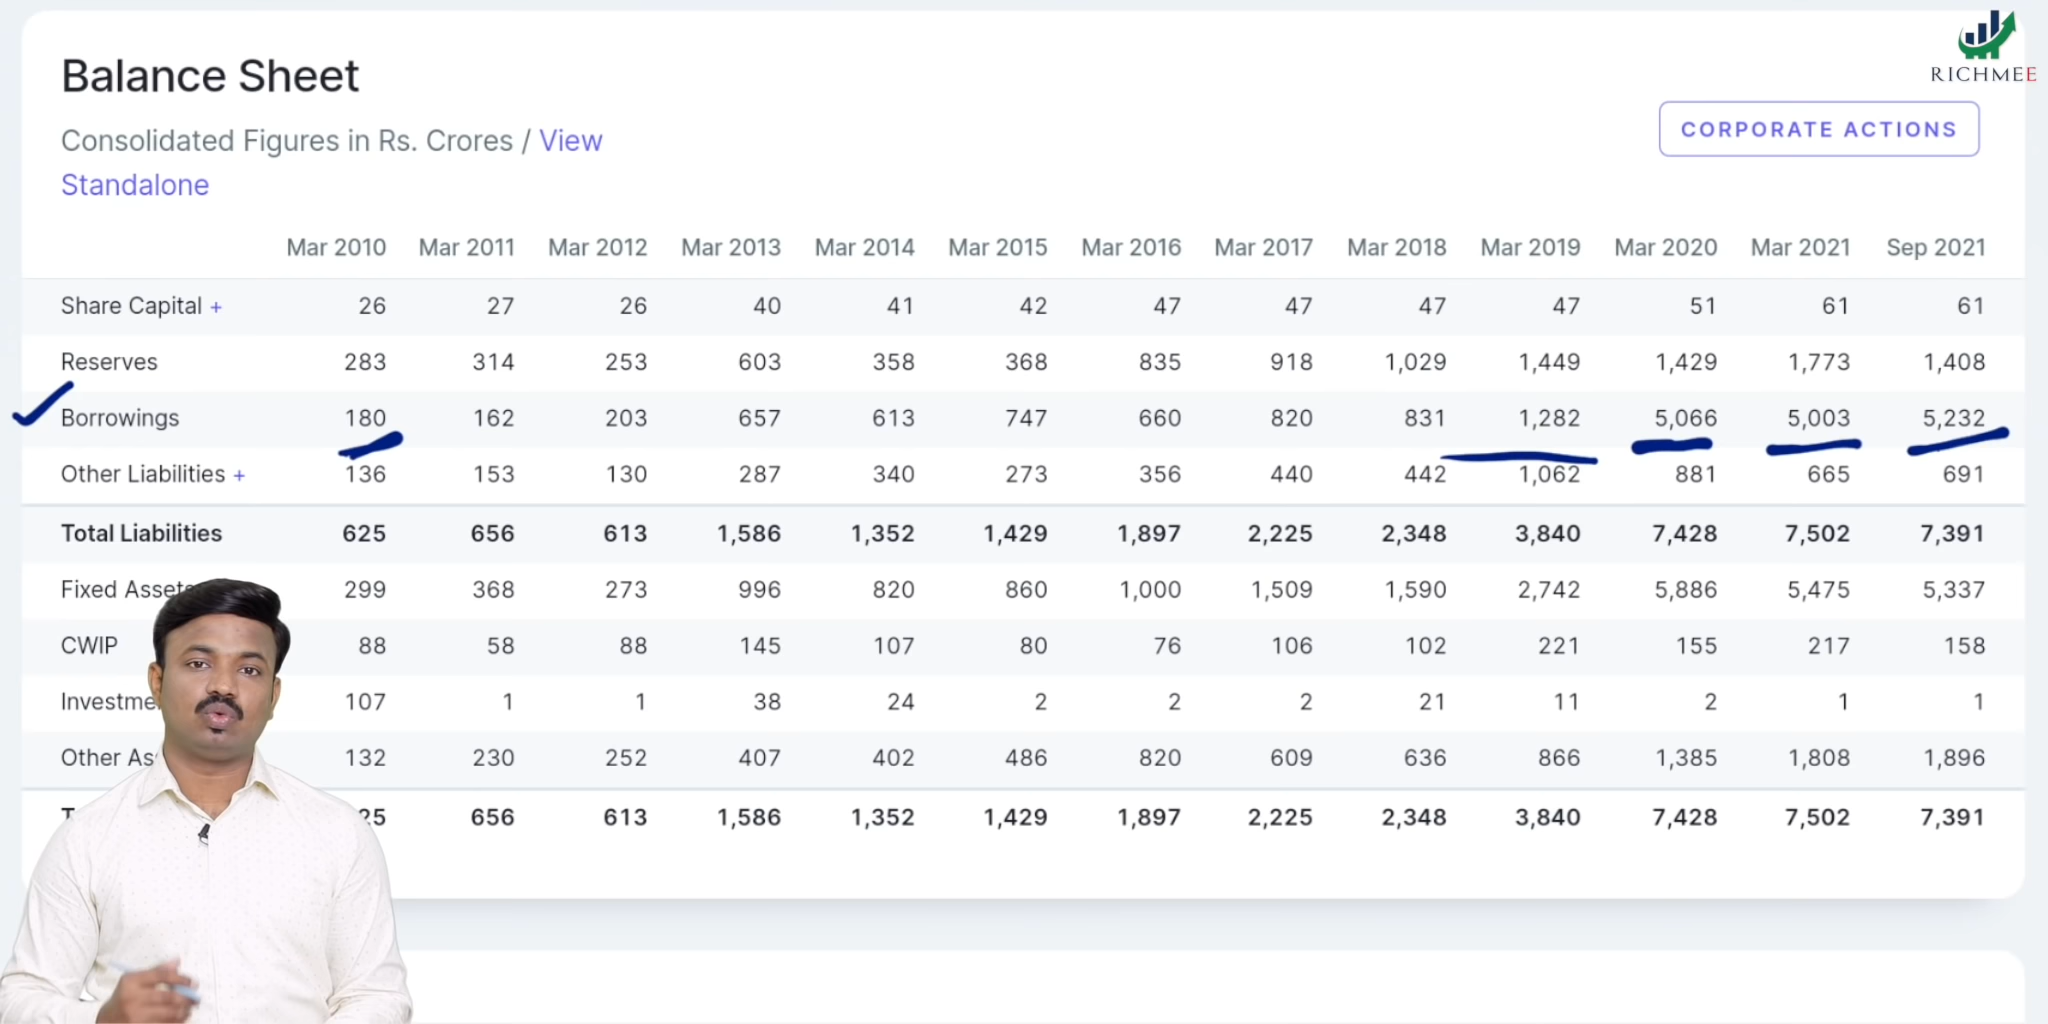 RICHMEE
Balance Sheet
CORPORATE ACTIONS
Consolidated Figures in Rs. Crores / View
Standalone
Mar 2010 Mar 2011 Mar 2012 Mar 2013 Mar 2014 Mar 2015 Mar 2016 Mar 2017 Mar 2018 Mar 2019 Mar 2020 Mar 2021 Sep 2021
Share Capital + 26 27 26 40 41 42 47 47 47 47 51 61 61
Reserves 283 314 253 603 358 368 835 918 1,029 1,449 1,429 1,773 1,408
Borrowings 180 162 203 657 613 747 660 820 831 1,282 5,066 5,003 5,232
Other Liabilities + 136 153 130 287 340 273 356 440 442 1,062 881 665 691
Total Liabilities 625 656 613 1,586 1,352 1,429 1,897 2,225 2,348 3,840 7,428 7,502 7,391
Fixed Assets 299 368 273 996 820 860 1,000 1,509 1,590 2,742 5,886 5,475 5,337
CWIP 88 58 88 145 107 80 76 106 102 221 155 217 158
Investme 107 1 1 38 24 2 2 2 21 11 2 1 1
Other As 132 230 252 407 402 486 820 609 636 866 1,385 1,808 1,896
25 656 613 1,586 1,352 1,429 1,897 2,225 2,348 3,840 7,428 7,502 7,391